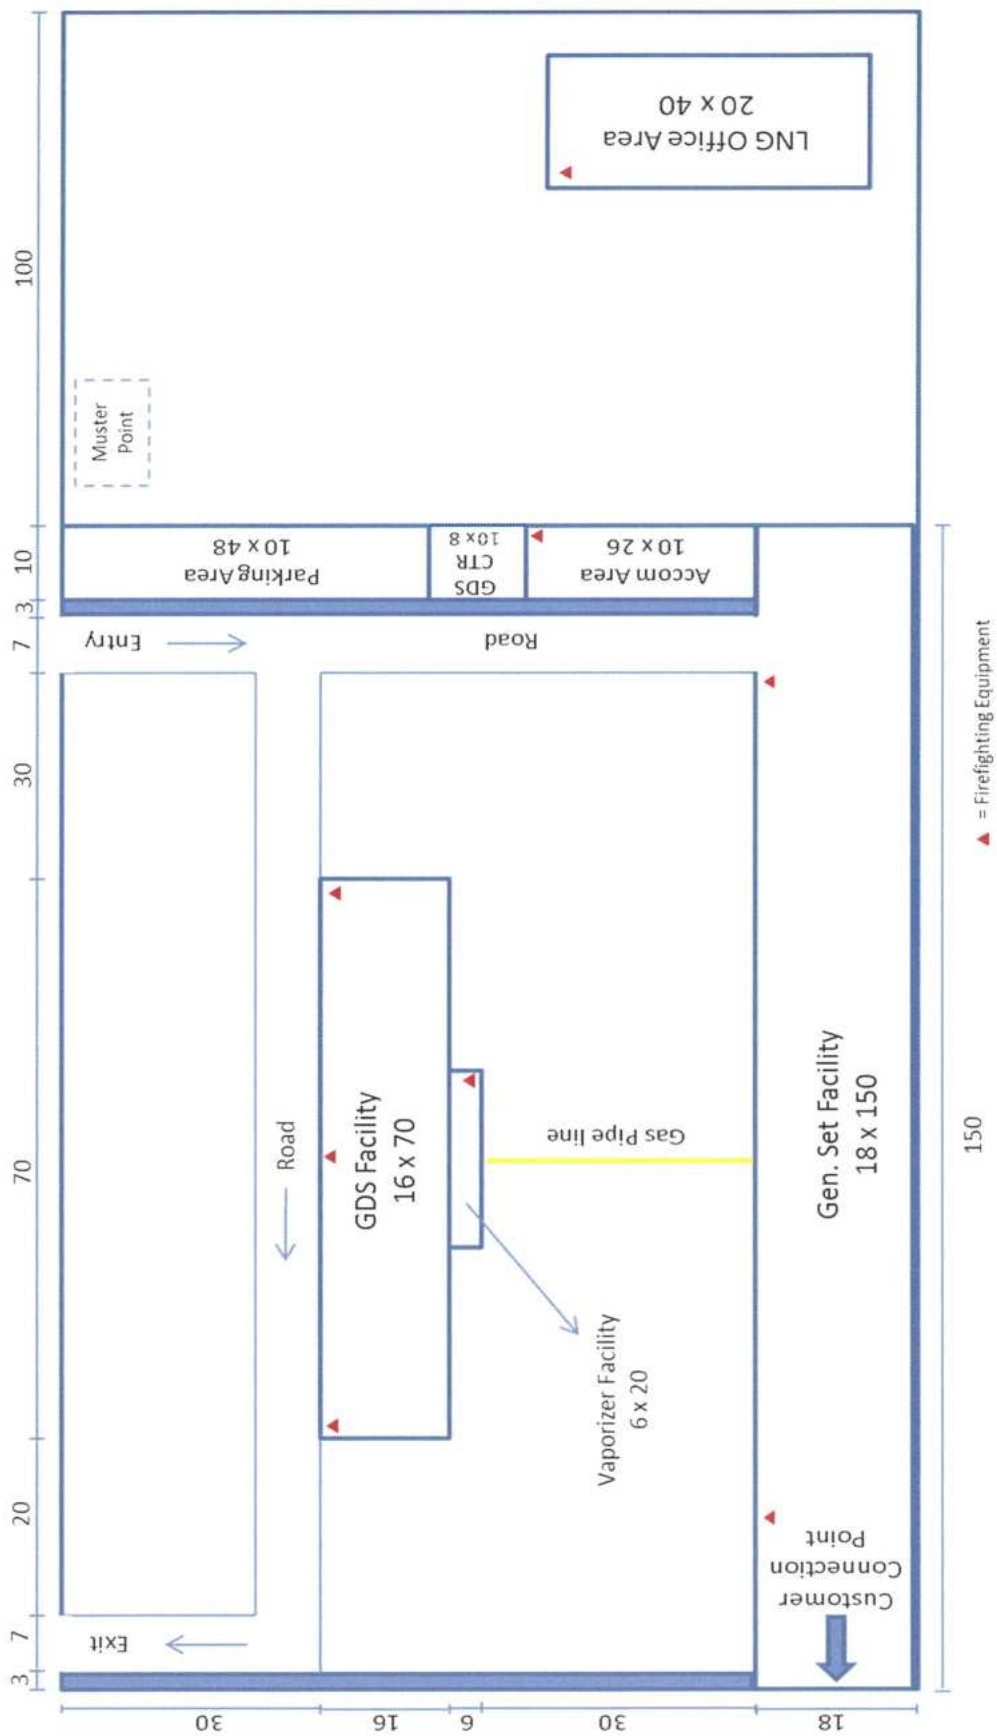 3
7
20
70
30
7
3
10
100
30
16
6
30
18
Exit
Entry
Road
Road
Muster
Point
Parking Area
10 x 48
GDS
CTR
10 x 8
Accom Area
10 x 26
LNG Office Area
20 x 40
GDS Facility
16 x 70
Vaporizer Facility
6 x 20
Gas Pipe line
Gen. Set Facility
18 x 150
Customer
Connection
Point
150
= Firefighting Equipment